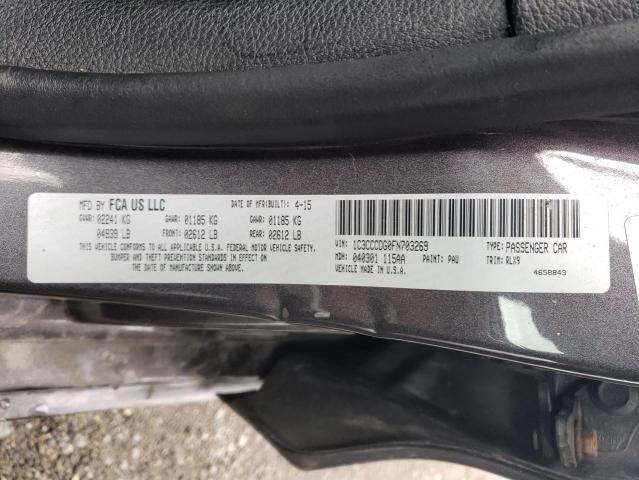 MFD BY FCA US LLC DATE OF MFR(BUILT): 4-15
GVWR: 02241 KG GAWR: 01185 KG GAWR: 01185 KG
04939 LB FRONT: 02612 LB REAR: 02612 LB
THIS VEHICLE CONFORMS TO ALL APPLICABLE U.S.A. FEDERAL MOTOR VEHICLE SAFETY,
BUMPER AND THEFT PREVENTION STANDARDS IN EFFECT ON
THE DATE OF MANUFACTURE SHOWN ABOVE.
VIN: 1C3CCCDG0FN703269 TYPE: PASSENGER CAR
MDH: 040301 115AA PAINT: PAU TRIM: RLX9
VEHICLE MADE IN U.S.A. 4658843